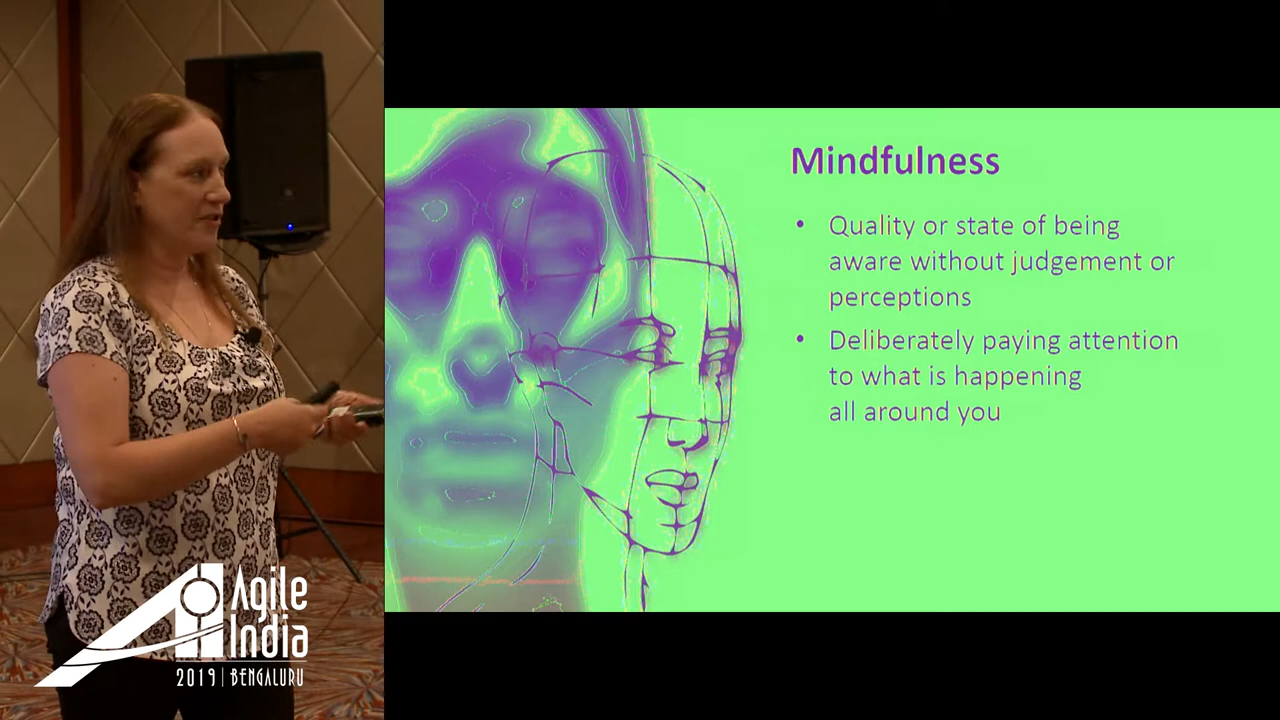 Mindfulness
• Quality or state of being
aware without judgement or
perceptions
• Deliberately paying attention
to what is happening
all around you
Agile
India
2019 | BENGALURU